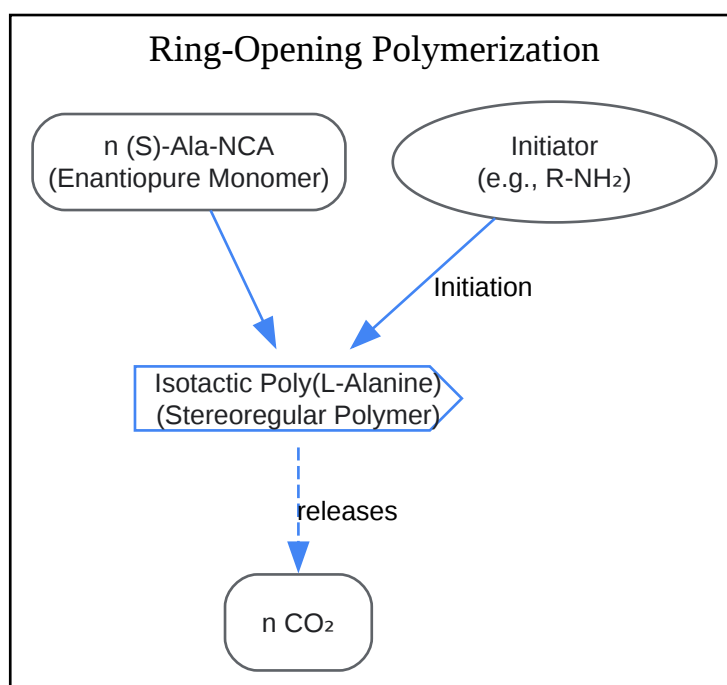 Ring-Opening Polymerization
n (S)-Ala-NCA
(Enantiopure Monomer)
Initiator
(e.g., R-NH₂)
Initiation
Isotactic Poly(L-Alanine)
(Stereoregular Polymer)
releases
n CO₂